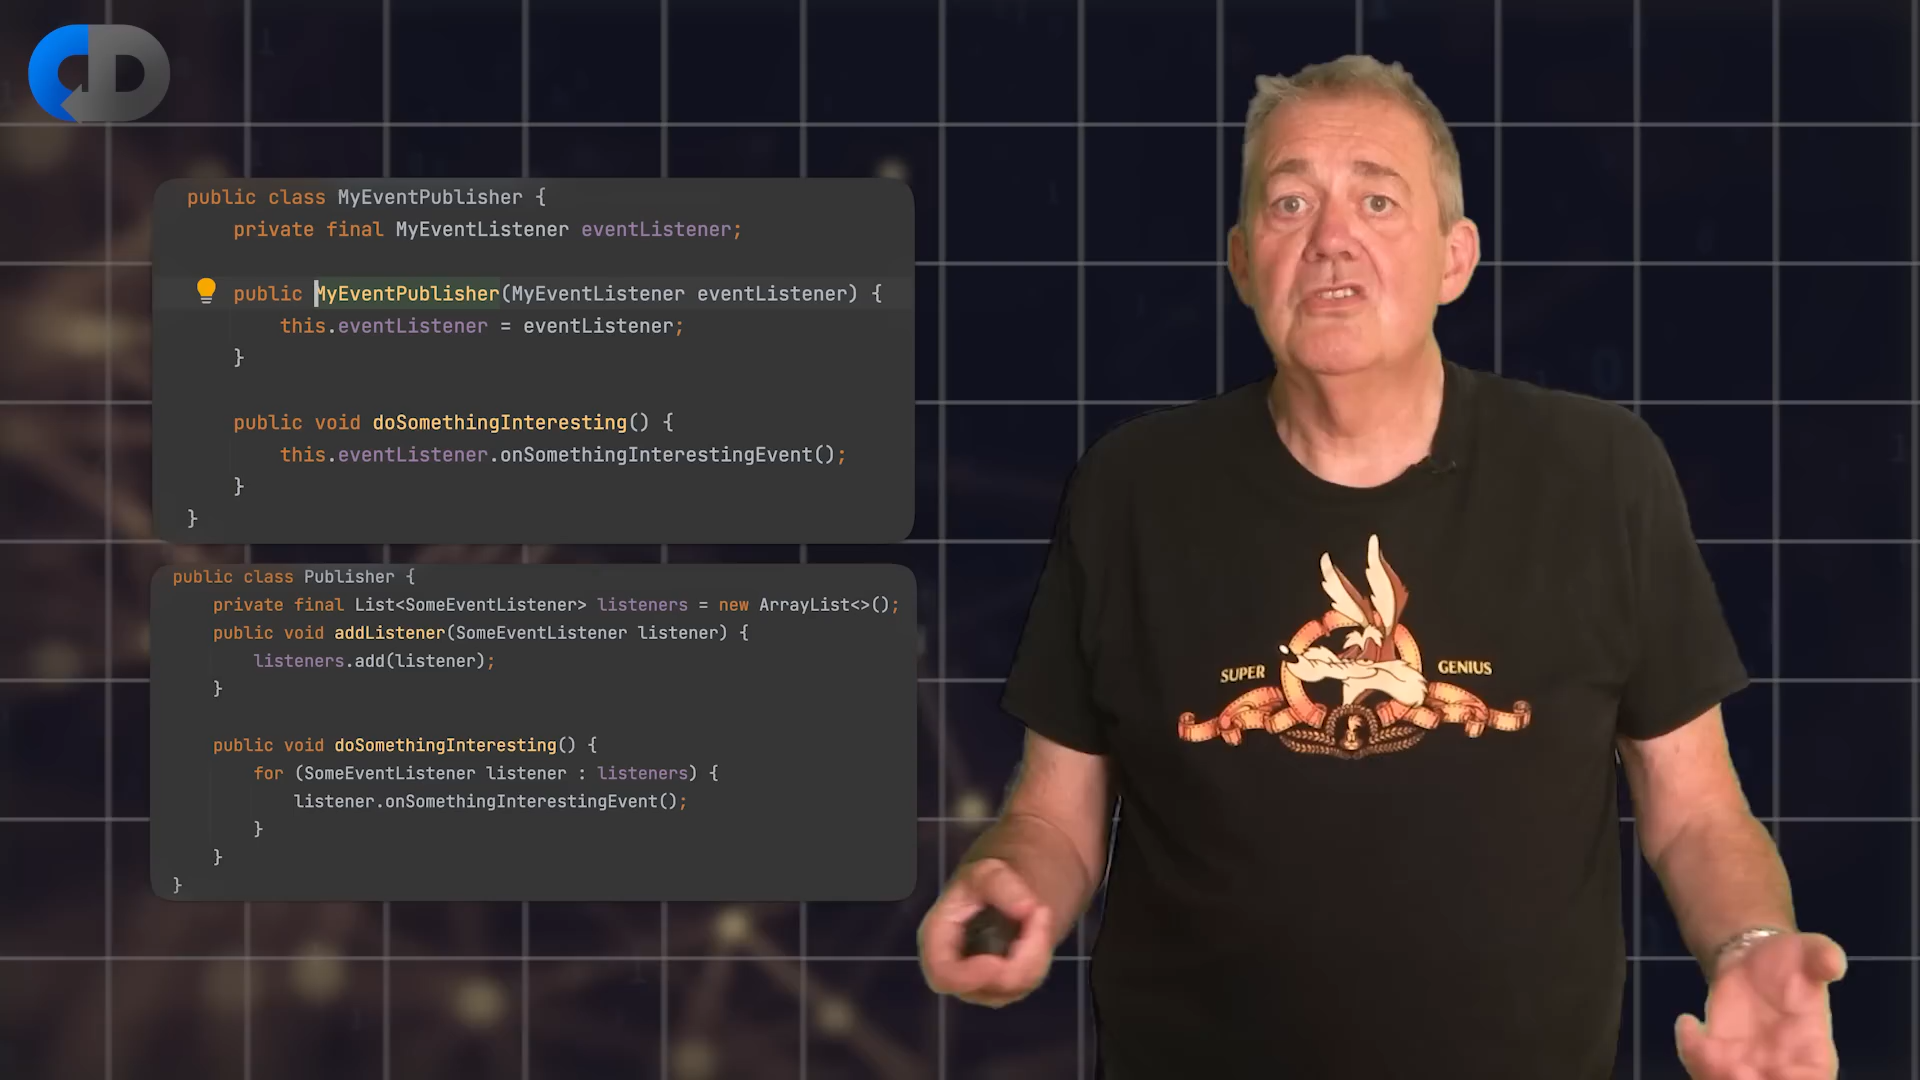 CD
public class MyEventPublisher {
private final MyEventListener eventListener;
public MyEventPublisher(MyEventListener eventListener) {
this.eventListener = eventListener;
}
public void doSomethingInteresting() {
this.eventListener.onSomethingInterestingEvent();
}
}
public class Publisher {
private final List<SomeEventListener> listeners = new ArrayList<>();
public void addListener(SomeEventListener listener) {
listeners.add(listener);
}
public void doSomethingInteresting() {
for (SomeEventListener listener : listeners) {
listener.onSomethingInterestingEvent();
}
}
}
SUPER GENIUS